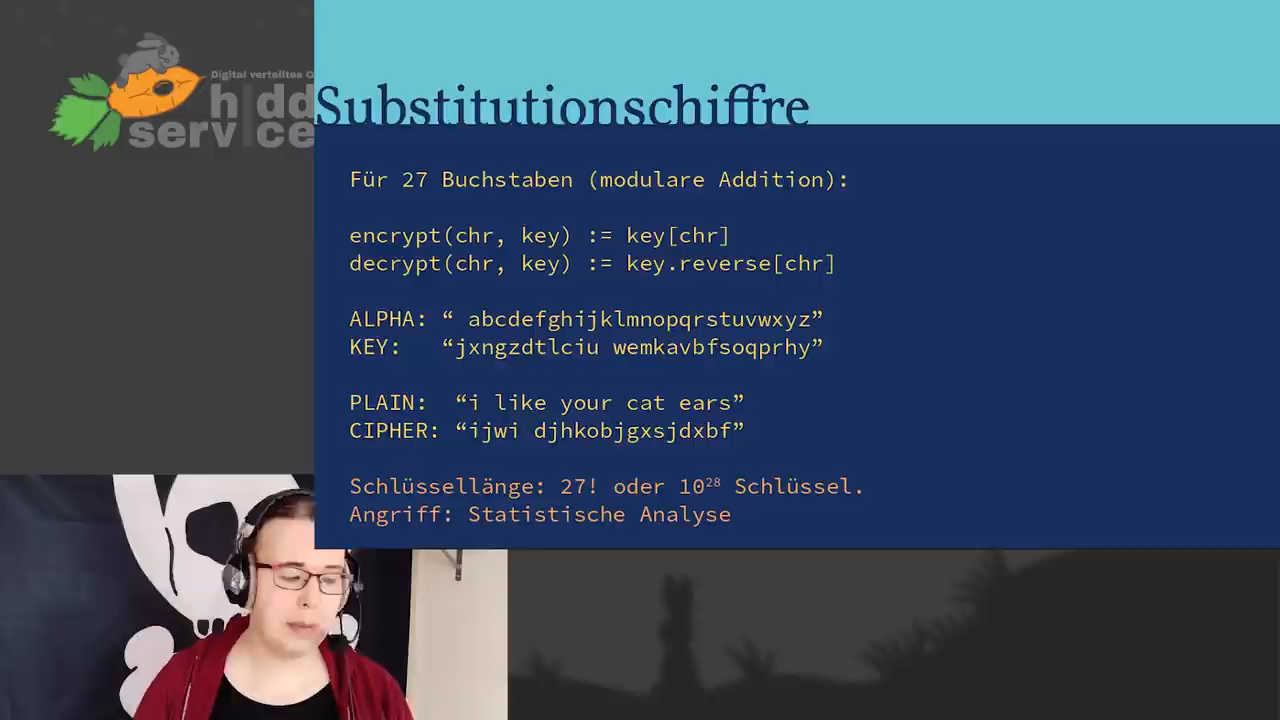 Digital verteiltes O
hidd
service
Substitutionschiffre
Für 27 Buchstaben (modulare Addition):
encrypt(chr, key) := key[chr]
decrypt(chr, key) := key.reverse[chr]
ALPHA: “ abcdefghijklmnopqrstuvwxyz”
KEY: “jxngzdtlciu wemkavbfsoqprhy”
PLAIN: “i like your cat ears”
CIPHER: “ijwi djhkobjgxsjdxbf”
Schlüssellänge: 27! oder 10²⁸ Schlüssel.
Angriff: Statistische Analyse